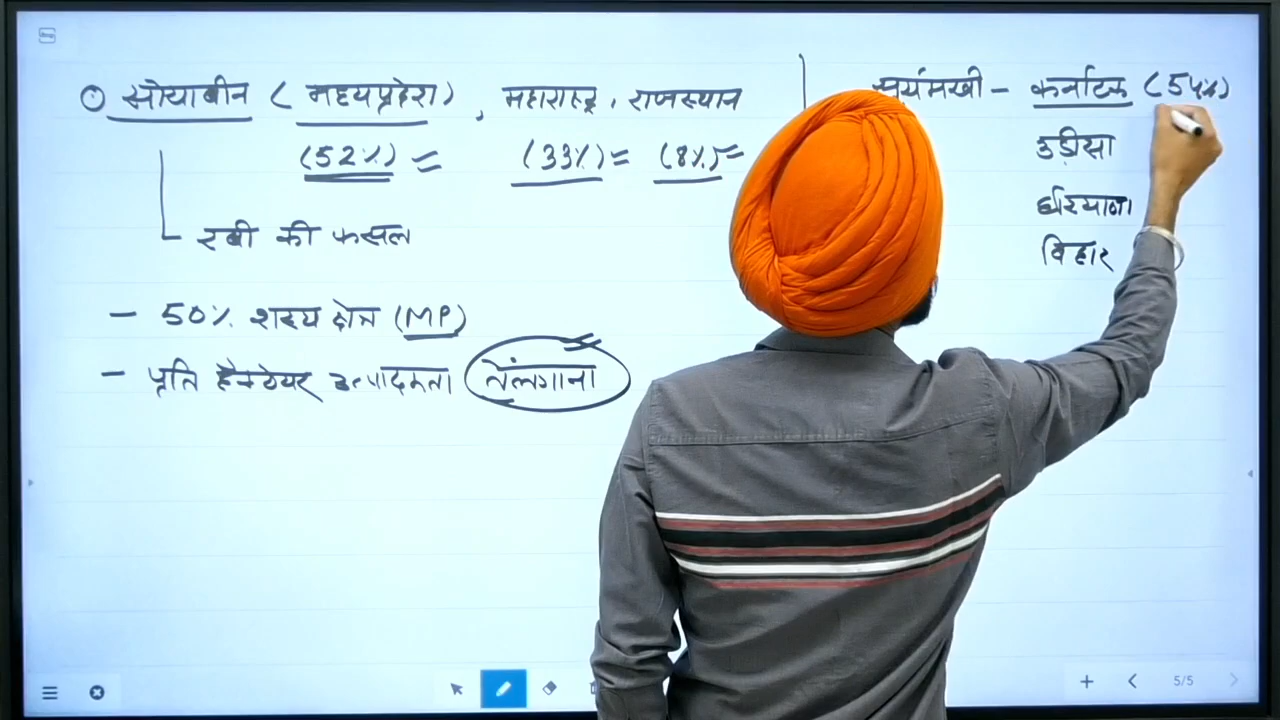 सोयाबीन ( मध्यप्रदेश) , महाराष्ट्र, राजस्थान
(52%) = (33%) = (8%) =
रबी की फसल
- 50% शस्य क्षेत्र (MP)
- प्रति हैक्टेयर उत्पादकता तेलंगाना
सूर्यमुखी - कर्नाटक (54%)
उड़ीसा
हरियाणा
बिहार
5/5